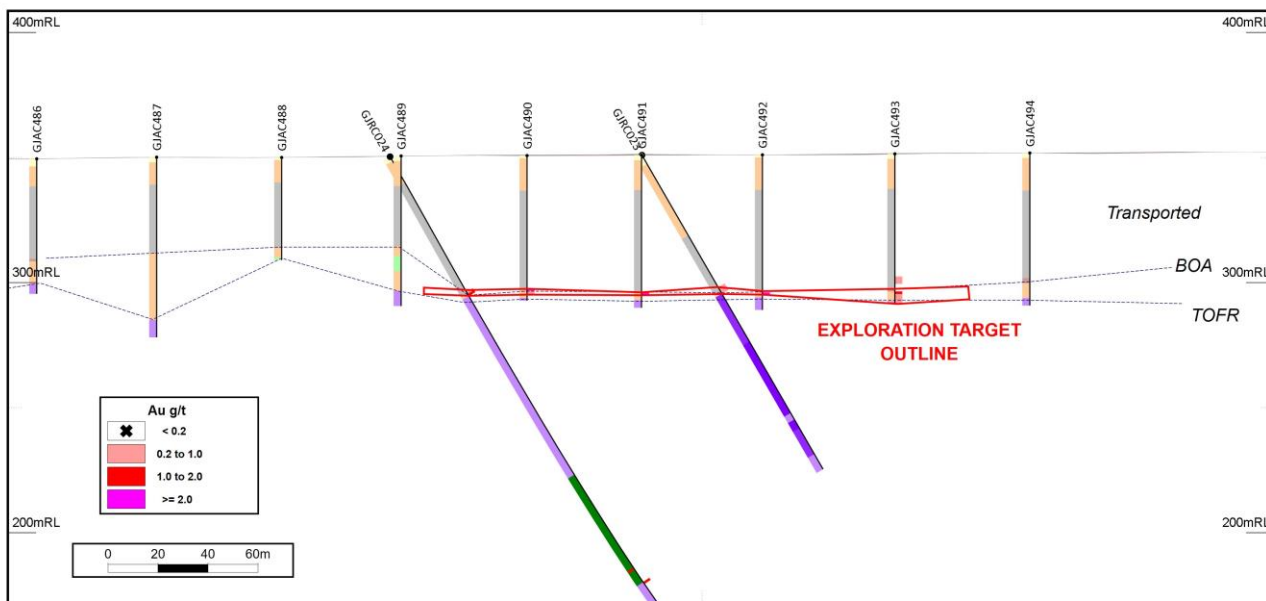 400mRL
400mRL
GJAC486
GJAC487
GJAC488
GJRC024
GJAC489
GJAC490
GJRC023
GJAC491
GJAC492
GJAC493
GJAC494
Transported
BOA
300mRL
300mRL
TOFR
EXPLORATION TARGET
OUTLINE
Au g/t
< 0.2
0.2 to 1.0
1.0 to 2.0
>= 2.0
200mRL
200mRL
0 20 40 60m